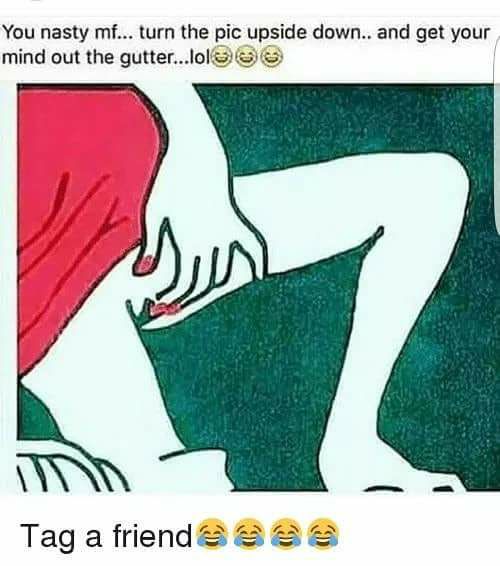 You nasty mf... turn the pic upside down.. and get your
mind out the gutter...lol😂😂😂
Tag a friend😂😂😂😂